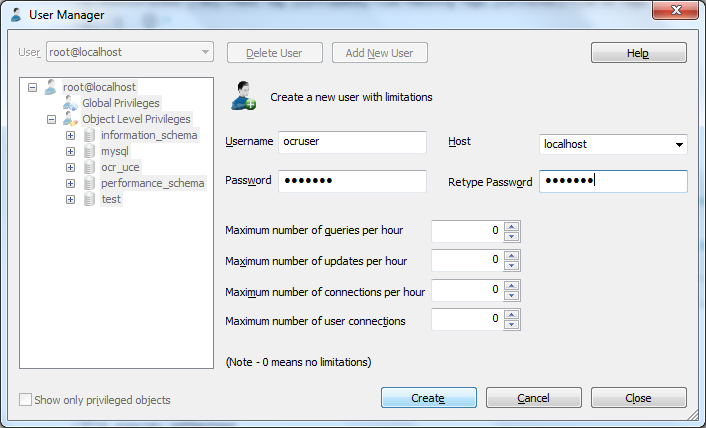 User Manager
User root@localhost Delete User Add New User Help
root@localhost
Global Privileges
Object Level Privileges
information_schema
mysql
ocr_uce
performance_schema
test
Create a new user with limitations
Username ocruser Host localhost
Password ●●●●●●● Retype Password ●●●●●●●
Maximum number of queries per hour 0
Maximum number of updates per hour 0
Maximum number of connections per hour 0
Maximum number of user connections 0
(Note - 0 means no limitations)
Show only privileged objects Create Cancel Close